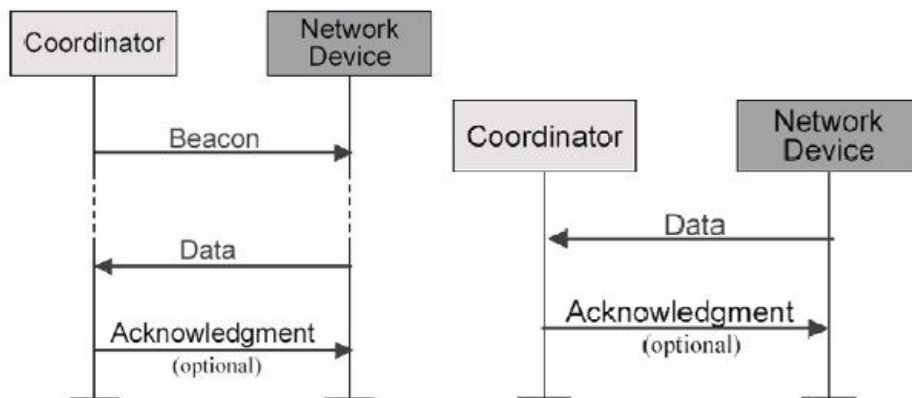 Coordinator
Network
Device
Beacon
Data
Acknowledgment
(optional)
Coordinator
Network
Device
Data
Acknowledgment
(optional)